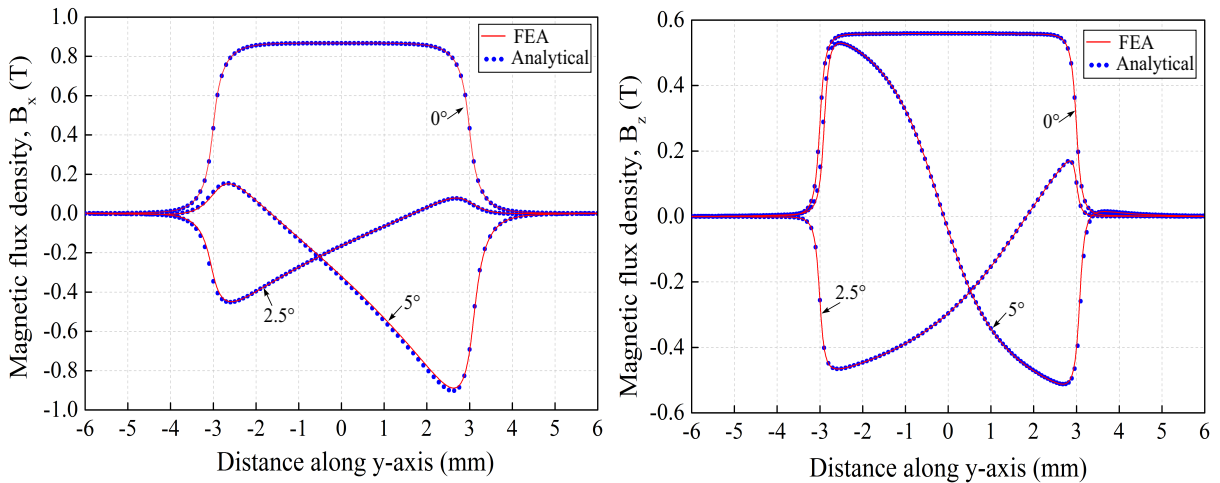 Magnetic flux density, Bx (T)
1.0
0.8
0.6
0.4
0.2
0.0
-0.2
-0.4
-0.6
-0.8
-1.0
FEA
Analytical
0°
2.5°
5°
-6 -5 -4 -3 -2 -1 0 1 2 3 4 5 6
Distance along y-axis (mm)
Magnetic flux density, Bz (T)
0.6
0.4
0.2
0.0
-0.2
-0.4
-0.6
FEA
Analytical
0°
2.5°
5°
-6 -5 -4 -3 -2 -1 0 1 2 3 4 5 6
Distance along y-axis (mm)